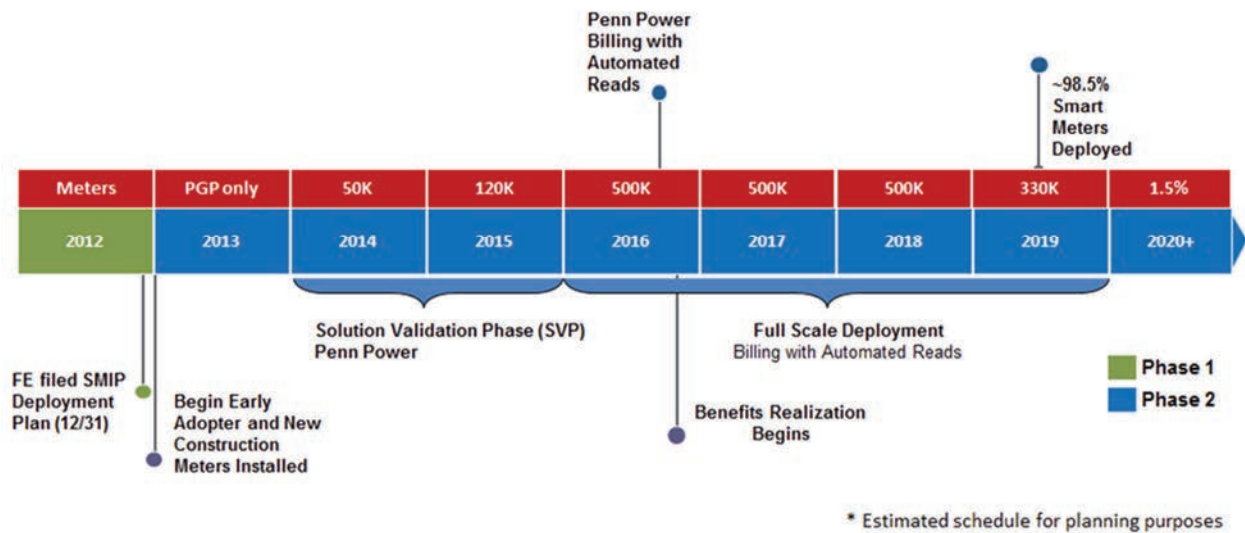 Penn Power
Billing with
Automated
Reads
~98.5%
Smart
Meters
Deployed
Meters
PGP only
50K
120K
500K
500K
500K
330K
1.5%
2012
2013
2014
2015
2016
2017
2018
2019
2020+
Solution Validation Phase (SVP)
Penn Power
Full Scale Deployment
Billing with Automated Reads
FE filed SMIP
Deployment
Plan (12/31)
Begin Early
Adopter and New
Construction
Meters Installed
Benefits Realization
Begins
Phase 1
Phase 2
* Estimated schedule for planning purposes